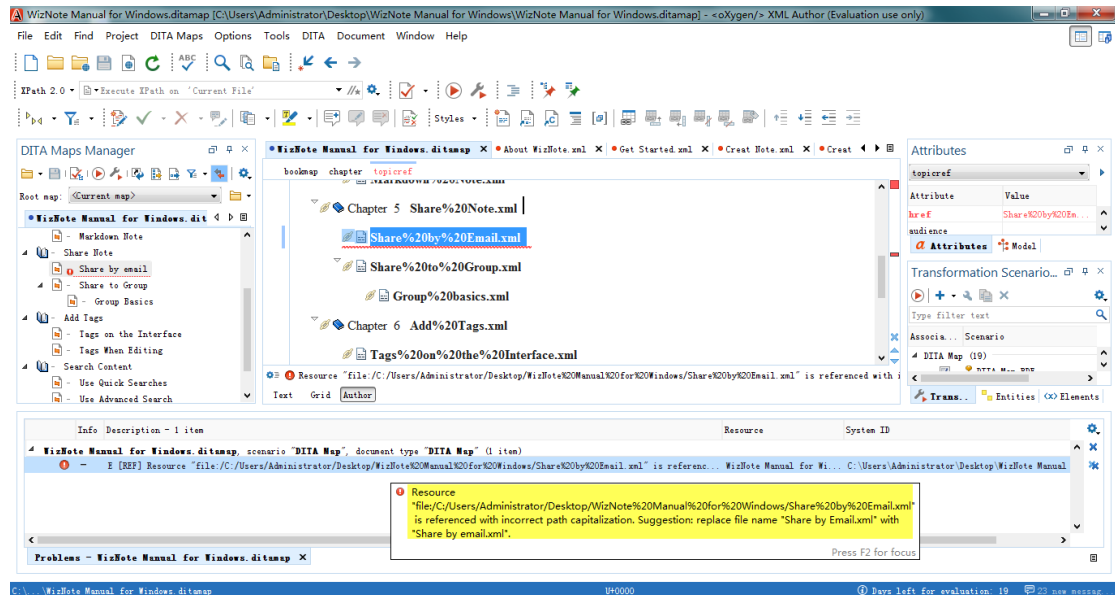 WizNote Manual for Windows.ditamap [C:\Users\Administrator\Desktop\WizNote Manual for Windows\WizNote Manual for Windows.ditamap] - <oXygen/> XML Author (Evaluation use only)
File Edit Find Project DITA Maps Options Tools DITA Document Window Help
XPath 2.0 Execute XPath on 'Current File'
Styles
DITA Maps Manager
Root map: <Current map>
WizNote Manual for Windows.dit
- Markdown Note
- Share Note
- Share by email
- Share to Group
- Group Basics
- Add Tags
- Tags on the Interface
- Tags When Editing
- Search Content
- Use Quick Searches
- Use Advanced Search
WizNote Manual for Windows.ditamap About WizNote.xml Get Started.xml Creat Note.xml Creat
bookmap chapter topicref
Markdown%20Note.xml
Chapter 5 Share%20Note.xml
Share%20by%20Email.xml
Share%20to%20Group.xml
Group%20basics.xml
Chapter 6 Add%20Tags.xml
Tags%20on%20the%20Interface.xml
Resource "file:/C:/Users/Administrator/Desktop/WizNote%20Manual%20for%20Windows/Share%20by%20Email.xml" is referenced with i
Text Grid Author
Attributes
topicref
Attribute Value
href Share%20by%20Em...
audience
Attributes Model
Transformation Scenario...
Type filter text
Associa... Scenario
DITA Map (19)
DITA Map PDF
Trans.. Entities Elements
Info Description - 1 item Resource System ID
WizNote Manual for Windows.ditamap, scenario "DITA Map", document type "DITA Map" (1 item)
E [REF] Resource "file:/C:/Users/Administrator/Desktop/WizNote%20Manual%20for%20Windows/Share%20by%20Email.xml" is referenc... WizNote Manual for Wi... C:\Users\Administrator\Desktop\WizNote Manual
Resource
"file:/C:/Users/Administrator/Desktop/WizNote%20Manual%20for%20Windows/Share%20by%20Email.xml"
is referenced with incorrect path capitalization. Suggestion: replace file name "Share by Email.xml" with
"Share by email.xml".
Press F2 for focus
Problems - WizNote Manual for Windows.ditamap
C:\...\WizNote Manual for Windows.ditamap U+0000 Days left for evaluation: 19 23 new messag..